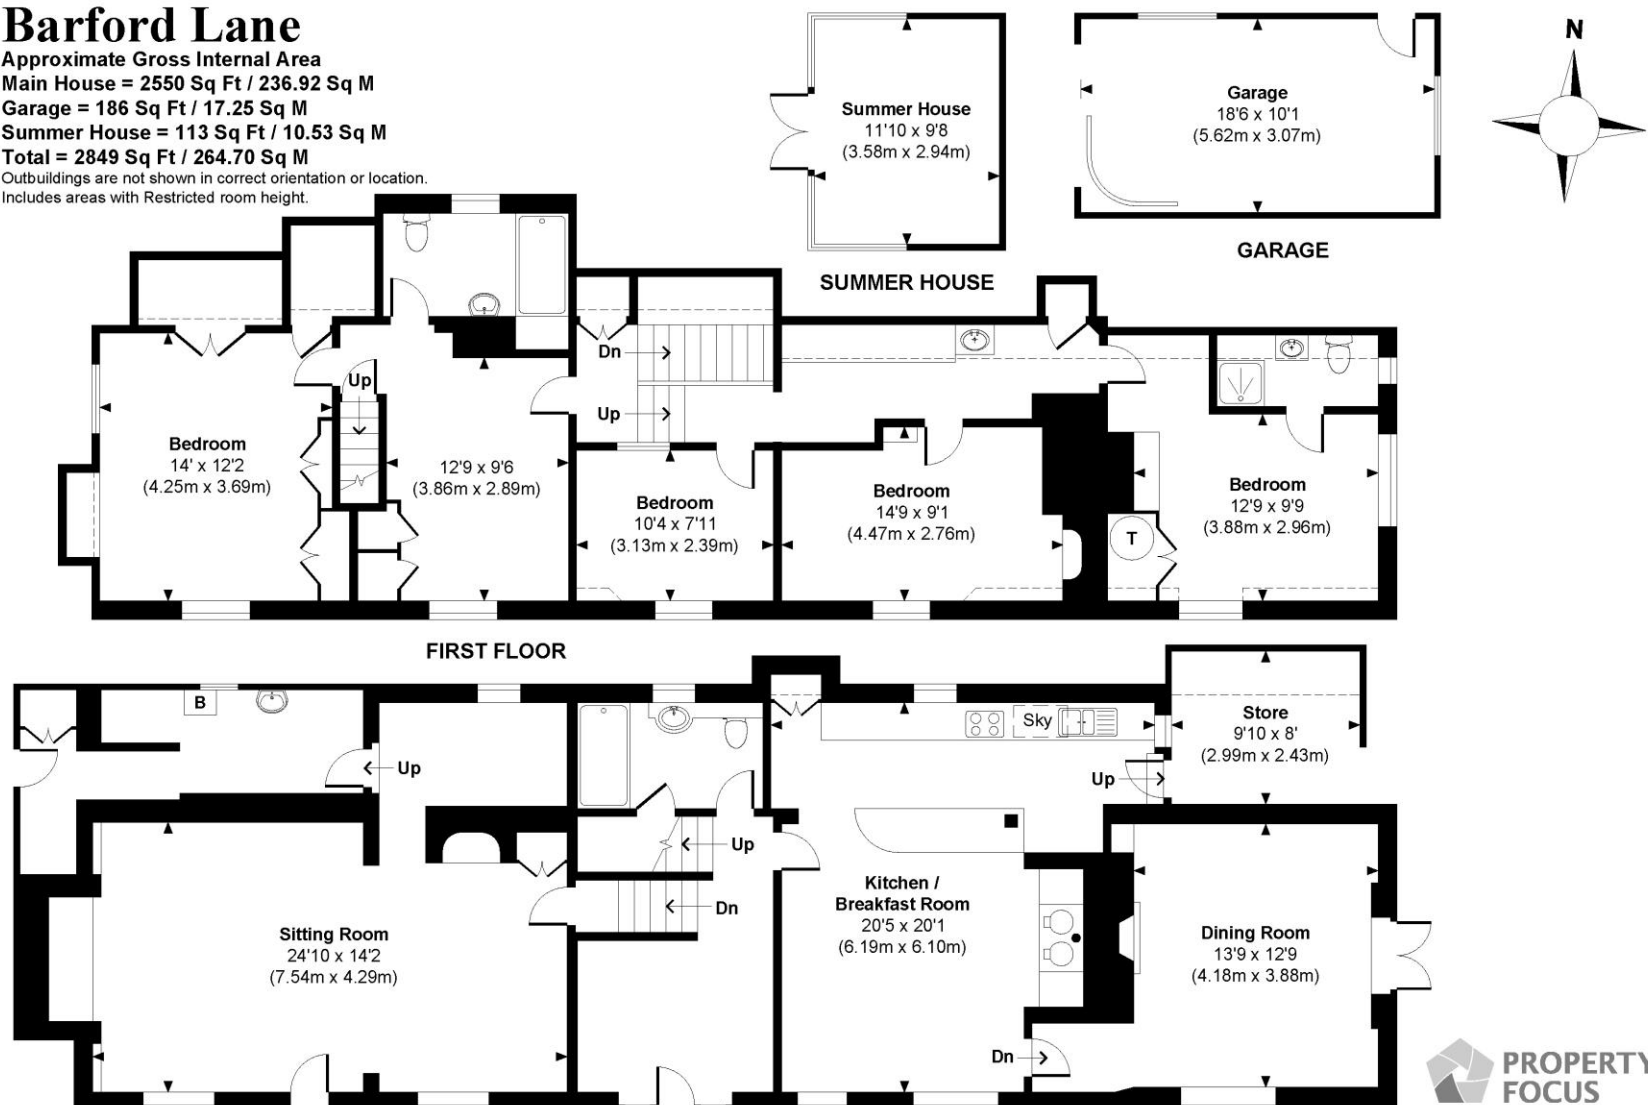 Barford Lane
Approximate Gross Internal Area
Main House = 2550 Sq Ft / 236.92 Sq M
Garage = 186 Sq Ft / 17.25 Sq M
Summer House = 113 Sq Ft / 10.53 Sq M
Total = 2849 Sq Ft / 264.70 Sq M
Outbuildings are not shown in correct orientation or location.
Includes areas with Restricted room height.
Summer House
11'10 x 9'8
(3.58m x 2.94m)
SUMMER HOUSE
Garage
18'6 x 10'1
(5.62m x 3.07m)
GARAGE
N
Bedroom
14' x 12'2
(4.25m x 3.69m)
Up
12'9 x 9'6
(3.86m x 2.89m)
Dn
Up
Bedroom
10'4 x 7'11
(3.13m x 2.39m)
Bedroom
14'9 x 9'1
(4.47m x 2.76m)
T
Bedroom
12'9 x 9'9
(3.88m x 2.96m)
FIRST FLOOR
B
Up
Sitting Room
24'10 x 14'2
(7.54m x 4.29m)
Up
Dn
Sky
Up
Kitchen /
Breakfast Room
20'5 x 20'1
(6.19m x 6.10m)
Dn
Store
9'10 x 8'
(2.99m x 2.43m)
Dining Room
13'9 x 12'9
(4.18m x 3.88m)
PROPERTY
FOCUS